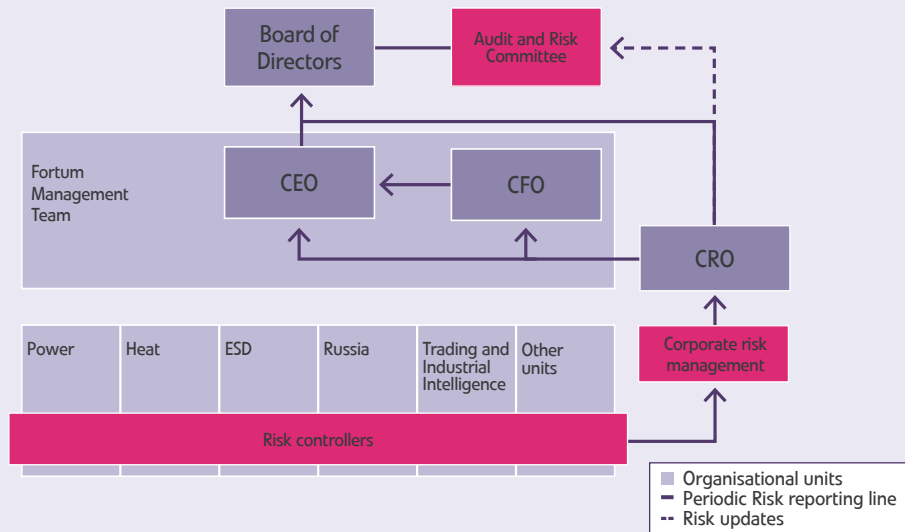 Board of
Directors
Audit and Risk
Committee
Fortum
Management
Team
CEO
CFO
CRO
Power
Heat
ESD
Russia
Trading and
Industrial
Intelligence
Other
units
Corporate risk
management
Risk controllers
Organisational units
Periodic Risk reporting line
Risk updates